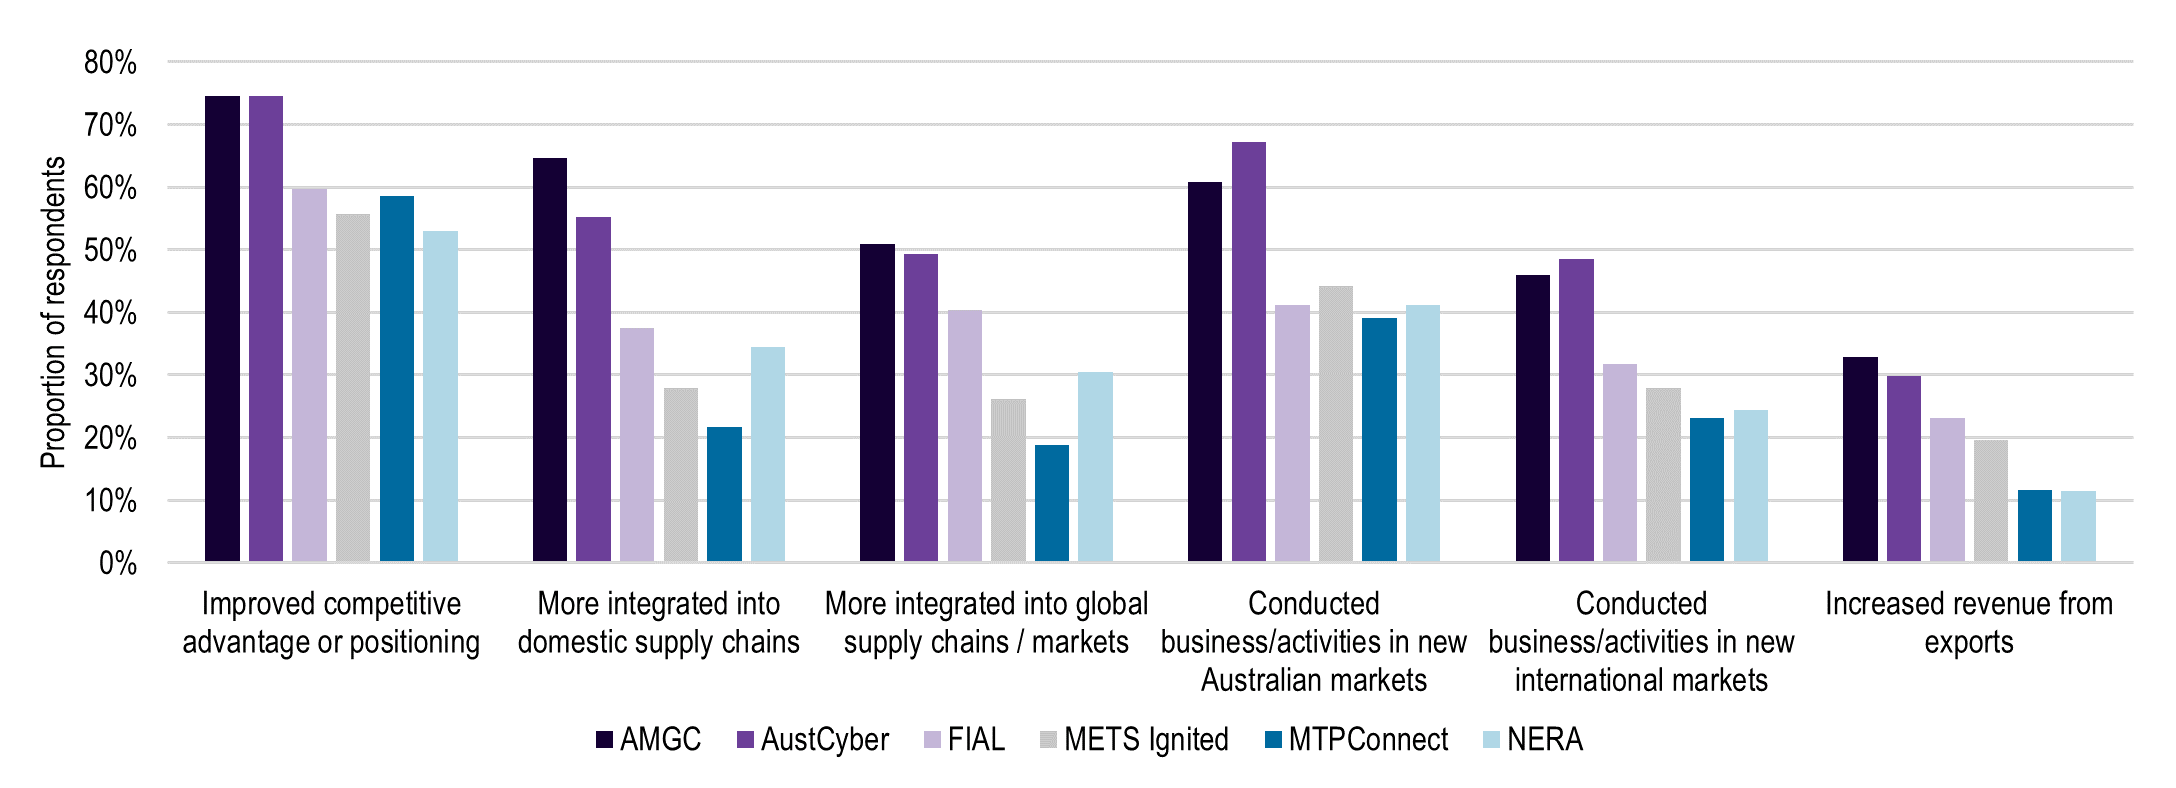 80%
70%
60%
50%
40%
30%
20%
10%
0%
Proportion of respondents
Improved competitive
advantage or positioning
More integrated into
domestic supply chains
More integrated into global
supply chains / markets
Conducted
business/activities in new
Australian markets
Conducted
business/activities in new
international markets
Increased revenue from
exports
AMGC
AustCyber
FIAL
METS Ignited
MTPConnect
NERA